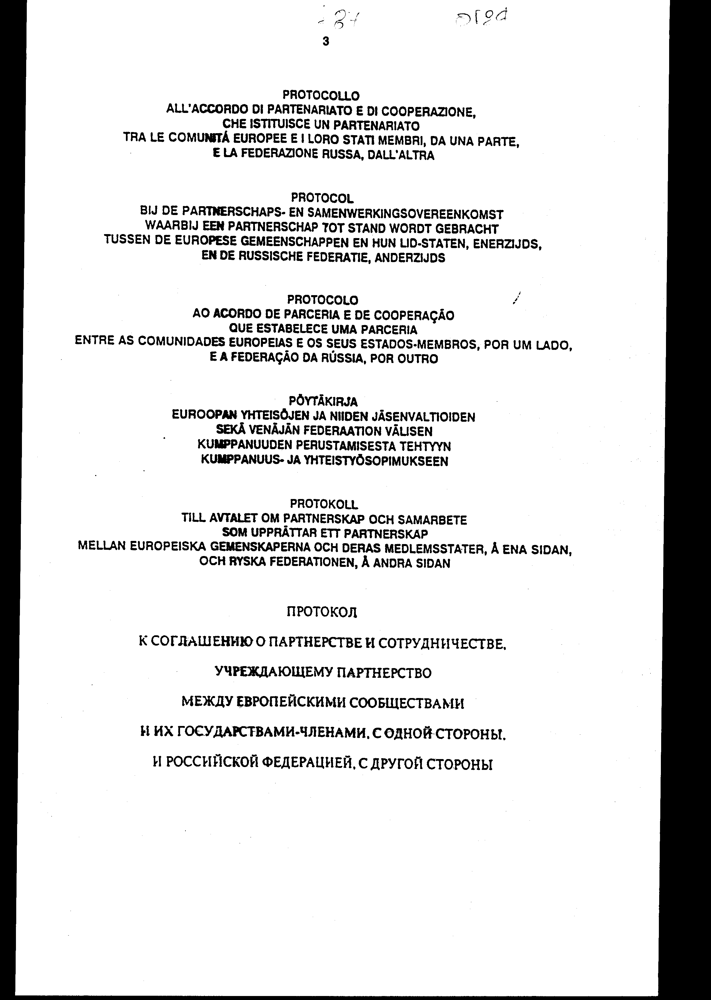 3
PROTOCOLLO
ALL'ACCORDO DI PARTENARIATO E DI COOPERAZIONE,
CHE ISTITUISCE UN PARTENARIATO
TRA LE COMUNITÁ EUROPEE E I LORO STATI MEMBRI, DA UNA PARTE,
E LA FEDERAZIONE RUSSA, DALL'ALTRA
PROTOCOL
BIJ DE PARTNERSCHAPS- EN SAMENWERKINGSOVEREENKOMST
WAARBIJ EEN PARTNERSCHAP TOT STAND WORDT GEBRACHT
TUSSEN DE EUROPESE GEMEENSCHAPPEN EN HUN LID-STATEN, ENERZIJDS,
EN DE RUSSISCHE FEDERATIE, ANDERZIJDS
PROTOCOLO
AO ACORDO DE PARCERIA E DE COOPERAÇÃO
QUE ESTABELECE UMA PARCERIA
ENTRE AS COMUNIDADES EUROPEIAS E OS SEUS ESTADOS-MEMBROS, POR UM LADO,
E A FEDERAÇÃO DA RÚSSIA, POR OUTRO
PÖYTÄKIRJA
EUROOPAN YHTEISÖJEN JA NIIDEN JÄSENVALTIOIDEN
SEKÄ VENÄJÄN FEDERAATION VÄLISEN
KUMPPANUUDEN PERUSTAMISESTA TEHTYYN
KUMPPANUUS- JA YHTEISTYÖSOPIMUKSEEN
PROTOKOLL
TILL AVTALET OM PARTNERSKAP OCH SAMARBETE
SOM UPPRÄTTAR ETT PARTNERSKAP
MELLAN EUROPEISKA GEMENSKAPERNA OCH DERAS MEDLEMSSTATER, Å ENA SIDAN,
OCH RYSKA FEDERATIONEN, Å ANDRA SIDAN
ПРОТОКОЛ
К СОГЛАШЕНИЮ О ПАРТНЕРСТВЕ И СОТРУДНИЧЕСТВЕ,
УЧРЕЖДАЮЩЕМУ ПАРТНЕРСТВО
МЕЖДУ ЕВРОПЕЙСКИМИ СООБЩЕСТВАМИ
И ИХ ГОСУДАРСТВАМИ-ЧЛЕНАМИ, С ОДНОЙ СТОРОНЫ,
И РОССИЙСКОЙ ФЕДЕРАЦИЕЙ, С ДРУГОЙ СТОРОНЫ